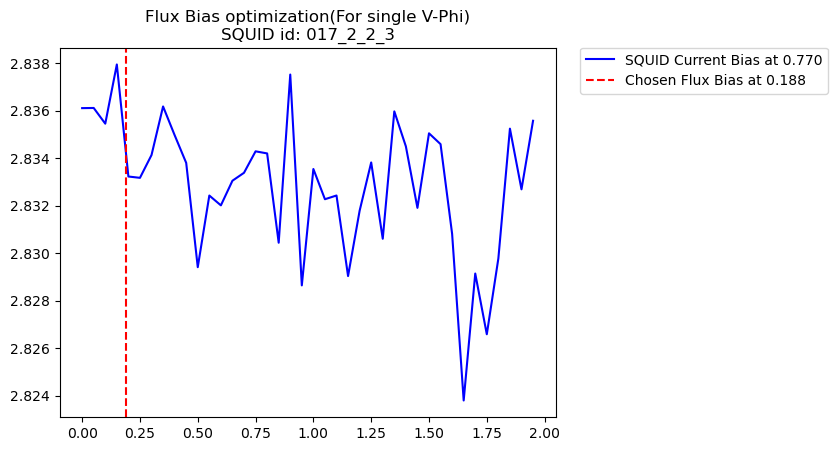 Flux Bias optimization(For single V-Phi)
SQUID id: 017_2_2_3
SQUID Current Bias at 0.770
Chosen Flux Bias at 0.188
2.838
2.836
2.834
2.832
2.830
2.828
2.826
2.824
0.00 0.25 0.50 0.75 1.00 1.25 1.50 1.75 2.00